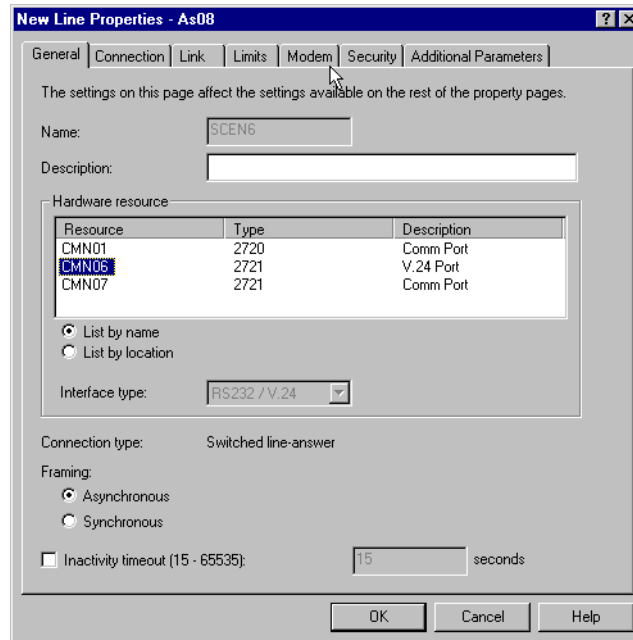 New Line Properties - As08
General Connection Link Limits Modem Security Additional Parameters
The settings on this page affect the settings available on the rest of the property pages.
Name: SCEN6
Description:
Hardware resource
Resource Type Description
CMN01 2720 Comm Port
CMN06 2721 V.24 Port
CMN07 2721 Comm Port
List by name
List by location
Interface type: RS232 / V.24
Connection type: Switched line-answer
Framing:
Asynchronous
Synchronous
Inactivity timeout (15 - 65535): 15 seconds
OK Cancel Help